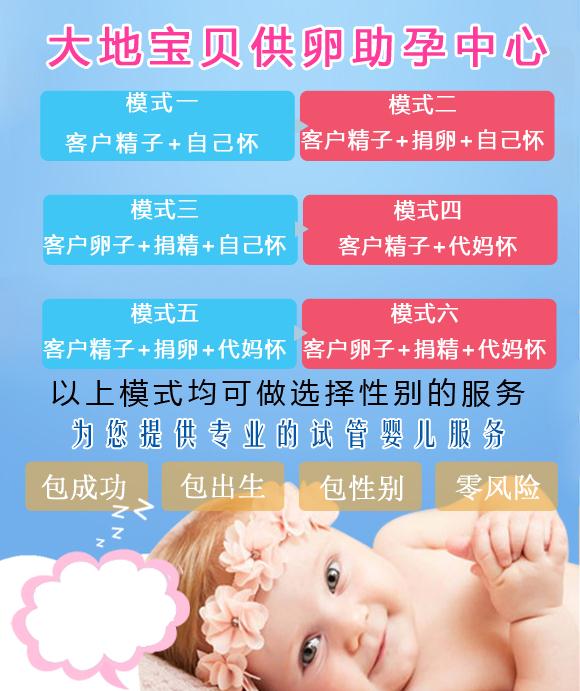 大地宝贝供卵助孕中心
模式一
客户精子+自己怀
模式二
客户精子+捐卵+自己怀
模式三
客户卵子+捐精+自己怀
模式四
客户精子+代妈怀
模式五
客户精子+捐卵+代妈怀
模式六
客户卵子+捐精+代妈怀
以上模式均可做选择性别的服务
为您提供专业的试管婴儿服务
包成功
包出生
包性别
零风险
z
z
Z
Z